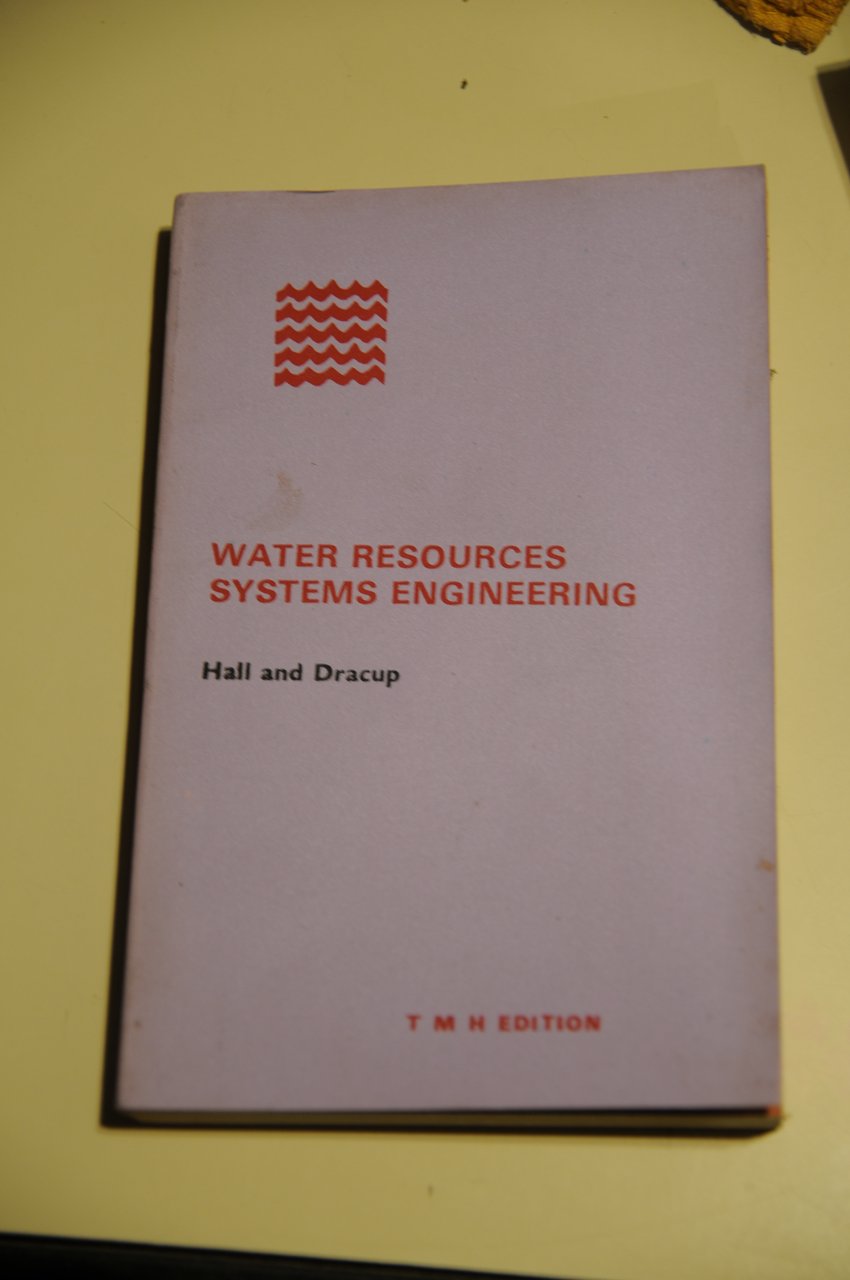 WATER RESOURCES
SYSTEMS ENGINEERING
Hall and Dracup
T M H EDITION